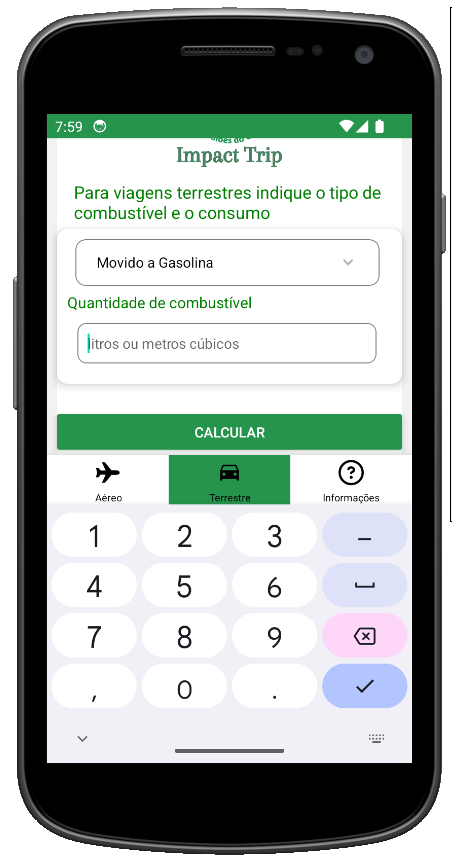 7:59
Impact Trip
Para viagens terrestres indique o tipo de
combustível e o consumo
Movido a Gasolina
Quantidade de combustível
litros ou metros cúbicos
CALCULAR
Aéreo
Terrestre
Informações
1 2 3 –
4 5 6
7 8 9
, 0 .